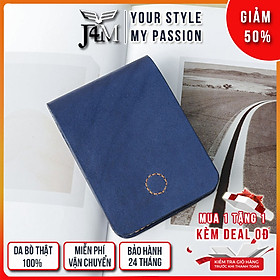 J4M
YOUR STYLE
MY PASSION
GIẢM
50%
MUA 1 TẶNG 1
KÈM DEAL 0Đ
DA BÒ THẬT
100%
MIỄN PHÍ
VẬN CHUYỂN
BẢO HÀNH
24 THÁNG
KIỂM TRA GIỎ HÀNG
TRƯỚC KHI THANH TOÁN